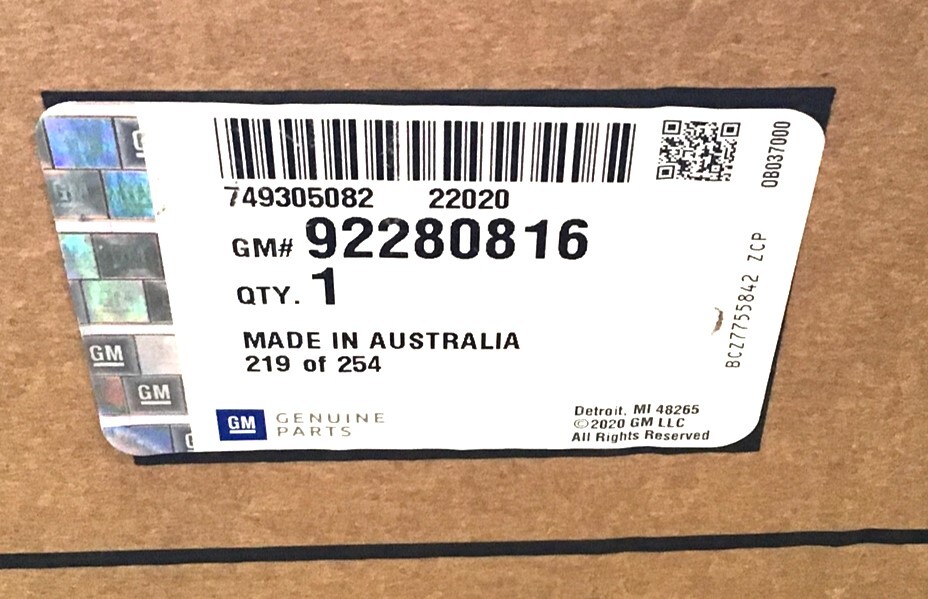 749305082 22020
GM# 92280816
QTY. 1
MADE IN AUSTRALIA
219 of 254
GM GENUINE
PARTS
Detroit, MI 48265
©2020 GM LLC
All Rights Reserved
0B037000
BCZ7755842 ZCP
GM
GM